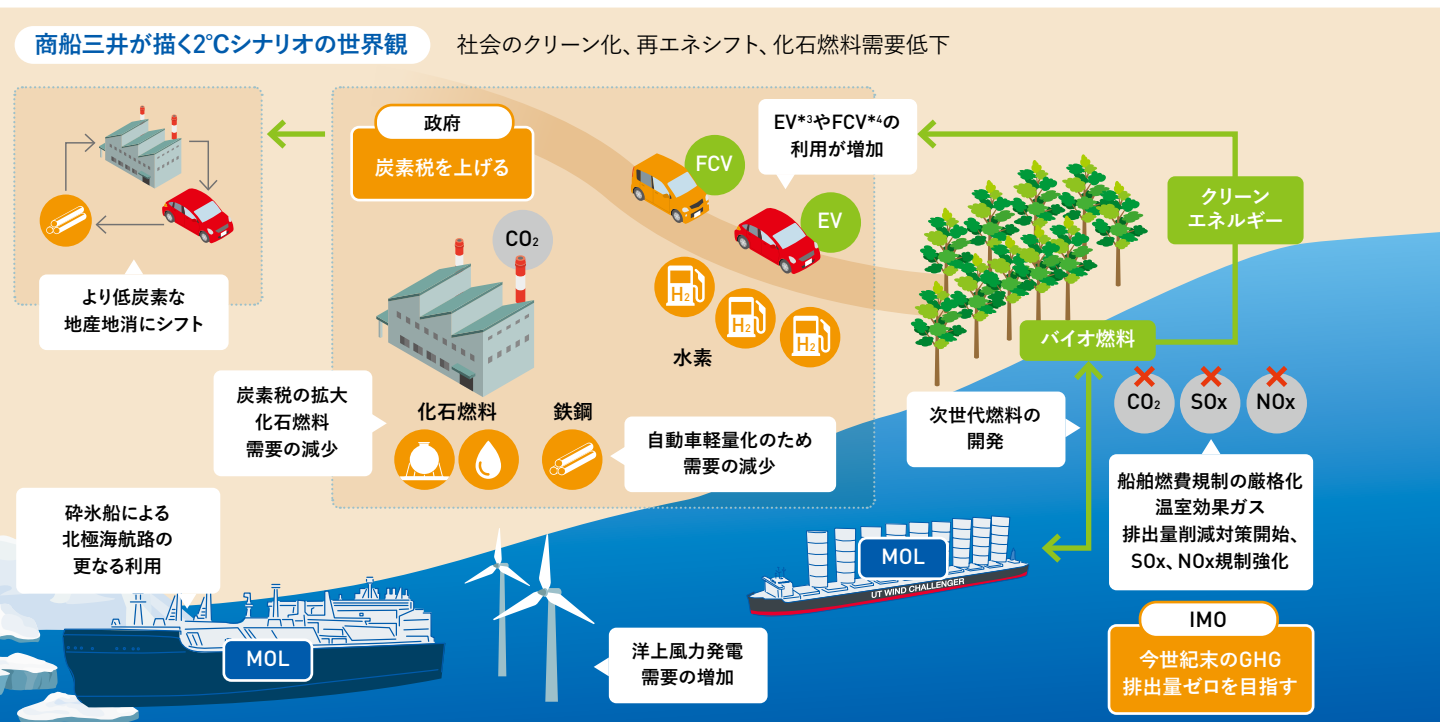 商船三井が描く2℃シナリオの世界観
社会のクリーン化、再エネシフト、化石燃料需要低下
政府
炭素税を上げる
EV*3やFCV*4の
利用が増加
FCV
EV
クリーン
エネルギー
CO2
より低炭素な
地産地消にシフト
H2
H2
H2
水素
バイオ燃料
炭素税の拡大
化石燃料
需要の減少
化石燃料
鉄鋼
自動車軽量化のため
需要の減少
次世代燃料の
開発
CO2
SOx
NOx
船舶燃費規制の厳格化
温室効果ガス
排出量削減対策開始、
SOx、NOx規制強化
砕氷船による
北極海航路の
更なる利用
MOL
UT WIND CHALLENGER
MOL
洋上風力発電
需要の増加
IMO
今世紀末のGHG
排出量ゼロを目指す